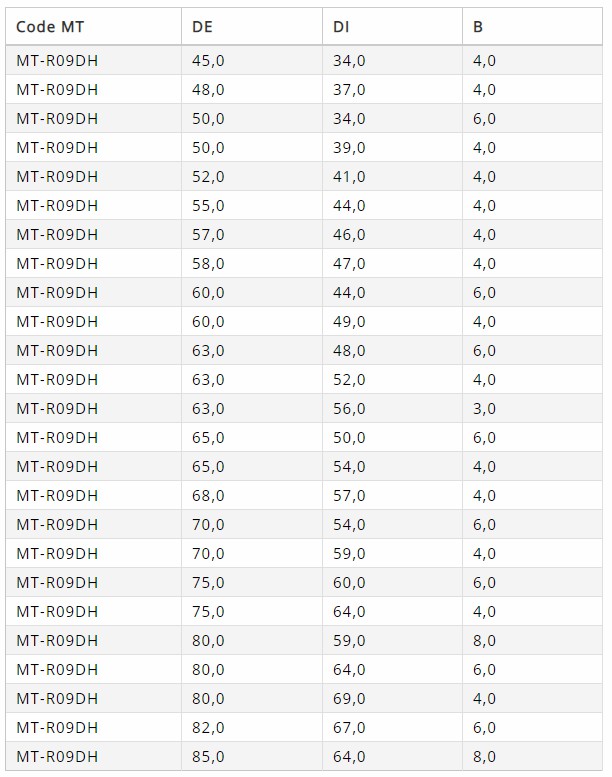 Code MT DE DI B
MT-R09DH 45,0 34,0 4,0
MT-R09DH 48,0 37,0 4,0
MT-R09DH 50,0 34,0 6,0
MT-R09DH 50,0 39,0 4,0
MT-R09DH 52,0 41,0 4,0
MT-R09DH 55,0 44,0 4,0
MT-R09DH 57,0 46,0 4,0
MT-R09DH 58,0 47,0 4,0
MT-R09DH 60,0 44,0 6,0
MT-R09DH 60,0 49,0 4,0
MT-R09DH 63,0 48,0 6,0
MT-R09DH 63,0 52,0 4,0
MT-R09DH 63,0 56,0 3,0
MT-R09DH 65,0 50,0 6,0
MT-R09DH 65,0 54,0 4,0
MT-R09DH 68,0 57,0 4,0
MT-R09DH 70,0 54,0 6,0
MT-R09DH 70,0 59,0 4,0
MT-R09DH 75,0 60,0 6,0
MT-R09DH 75,0 64,0 4,0
MT-R09DH 80,0 59,0 8,0
MT-R09DH 80,0 64,0 6,0
MT-R09DH 80,0 69,0 4,0
MT-R09DH 82,0 67,0 6,0
MT-R09DH 85,0 64,0 8,0